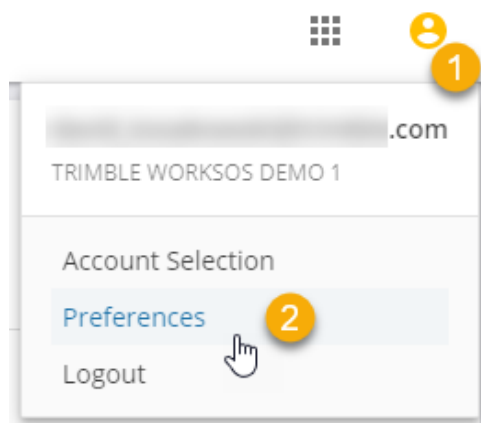 1
.com
TRIMBLE WORKSOS DEMO 1
Account Selection
Preferences 2
Logout